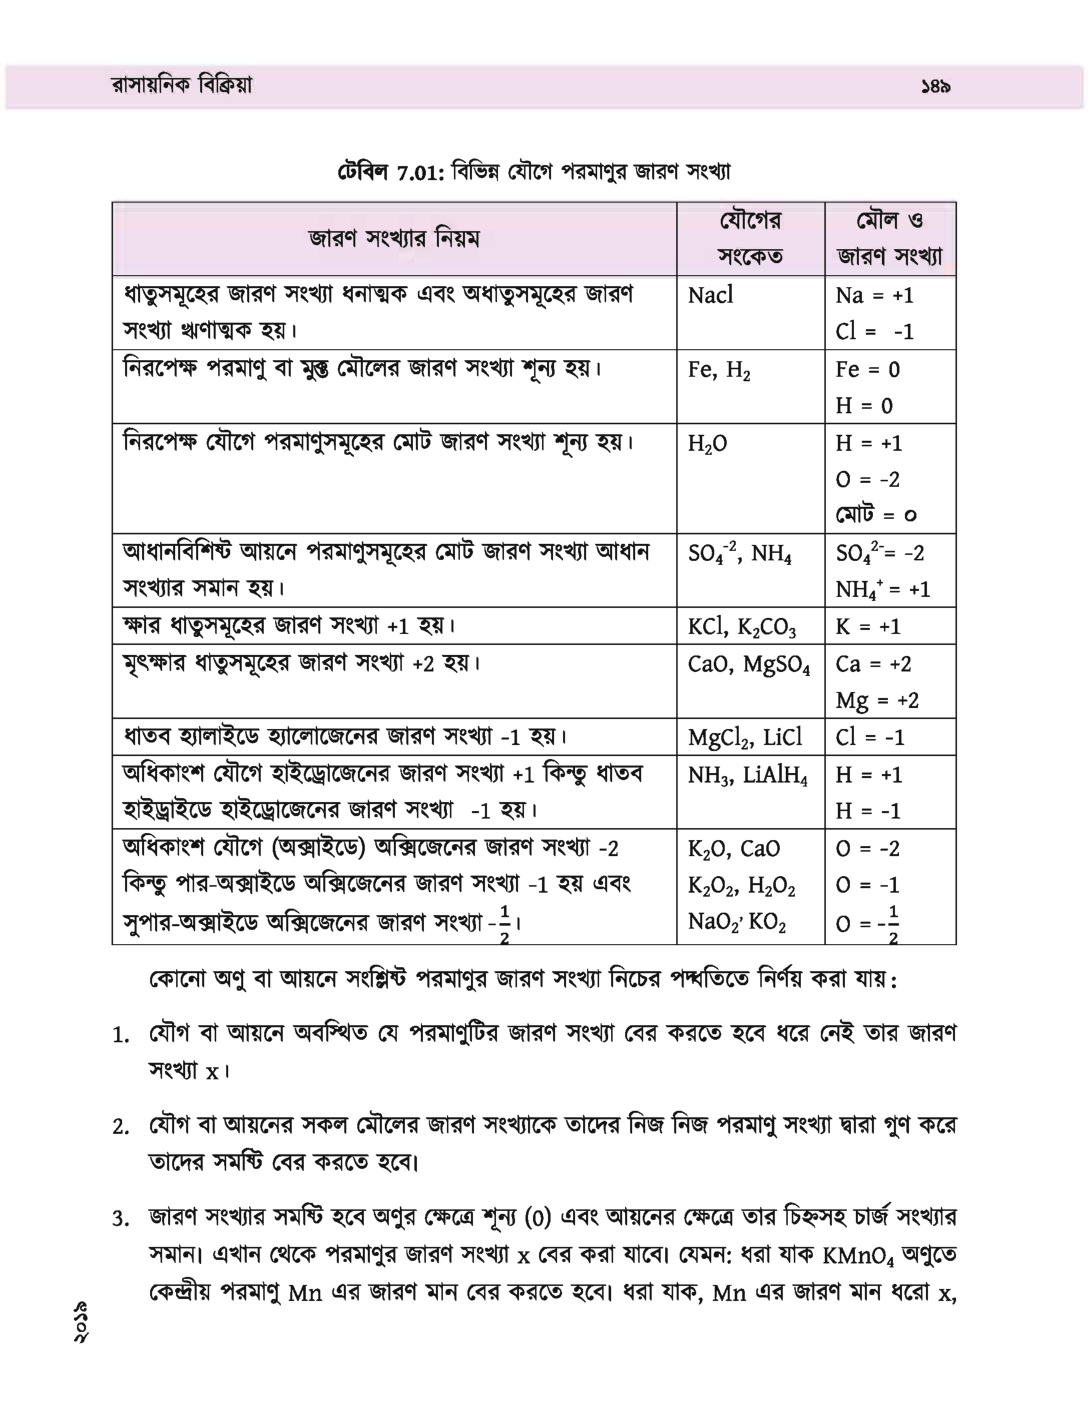 রাসায়নিক বিক্রিয়া ১৪৯
টেবিল 7.01: বিভিন্ন যৌগে পরমাণুর জারণ সংখ্যা
জারণ সংখ্যার নিয়ম
যৌগের সংকেত
মৌল ও জারণ সংখ্যা
ধাতুসমূহের জারণ সংখ্যা ধনাত্মক এবং অধাতুসমূহের জারণ Nacl Na = +1
সংখ্যা ঋণাত্মক হয়। Cl = -1
নিরপেক্ষ পরমাণু বা মুক্ত মৌলের জারণ সংখ্যা শূন্য হয়। Fe, H₂ Fe = 0
H = 0
নিরপেক্ষ যৌগে পরমাণুসমূহের মোট জারণ সংখ্যা শূন্য হয়। H₂O H = +1
O = -2
মোট = ০
আধানবিশিষ্ট আয়নে পরমাণুসমূহের মোট জারণ সংখ্যা আধান SO₄⁻², NH₄ SO₄²⁻= -2
সংখ্যার সমান হয়। NH₄⁺ = +1
ক্ষার ধাতুসমূহের জারণ সংখ্যা +1 হয়। KCl, K₂CO₃ K = +1
মৃৎক্ষার ধাতুসমূহের জারণ সংখ্যা +2 হয়। CaO, MgSO₄ Ca = +2
Mg = +2
ধাতব হ্যালাইডে হ্যালোজেনের জারণ সংখ্যা -1 হয়। MgCl₂, LiCl Cl = -1
অধিকাংশ যৌগে হাইড্রোজেনের জারণ সংখ্যা +1 কিন্তু ধাতব NH₃, LiAlH₄ H = +1
হাইড্রাইডে হাইড্রোজেনের জারণ সংখ্যা -1 হয়। H = -1
অধিকাংশ যৌগে (অক্সাইডে) অক্সিজেনের জারণ সংখ্যা -2 K₂O, CaO O = -2
কিন্তু পার-অক্সাইডে অক্সিজেনের জারণ সংখ্যা -1 হয় এবং K₂O₂, H₂O₂ O = -1
সুপার-অক্সাইডে অক্সিজেনের জারণ সংখ্যা -1/2। NaO₂, KO₂ O = -1/2
কোনো অণু বা আয়নে সংশ্লিষ্ট পরমাণুর জারণ সংখ্যা নিচের পদ্ধতিতে নির্ণয় করা যায়:
1. যৌগ বা আয়নে অবস্থিত যে পরমাণুটির জারণ সংখ্যা বের করতে হবে ধরে নেই তার জারণ
সংখ্যা x।
2. যৌগ বা আয়নের সকল মৌলের জারণ সংখ্যাকে তাদের নিজ নিজ পরমাণু সংখ্যা দ্বারা গুণ করে
তাদের সমষ্টি বের করতে হবে।
3. জারণ সংখ্যার সমষ্টি হবে অণুর ক্ষেত্রে শূন্য (0) এবং আয়নের ক্ষেত্রে তার চিহ্নসহ চার্জ সংখ্যার
সমান। এখান থেকে পরমাণুর জারণ সংখ্যা x বের করা যাবে। যেমন: ধরা যাক KMnO₄ অণুতে
কেন্দ্রীয় পরমাণু Mn এর জারণ মান বের করতে হবে। ধরা যাক, Mn এর জারণ মান ধরো x,
২০১৯